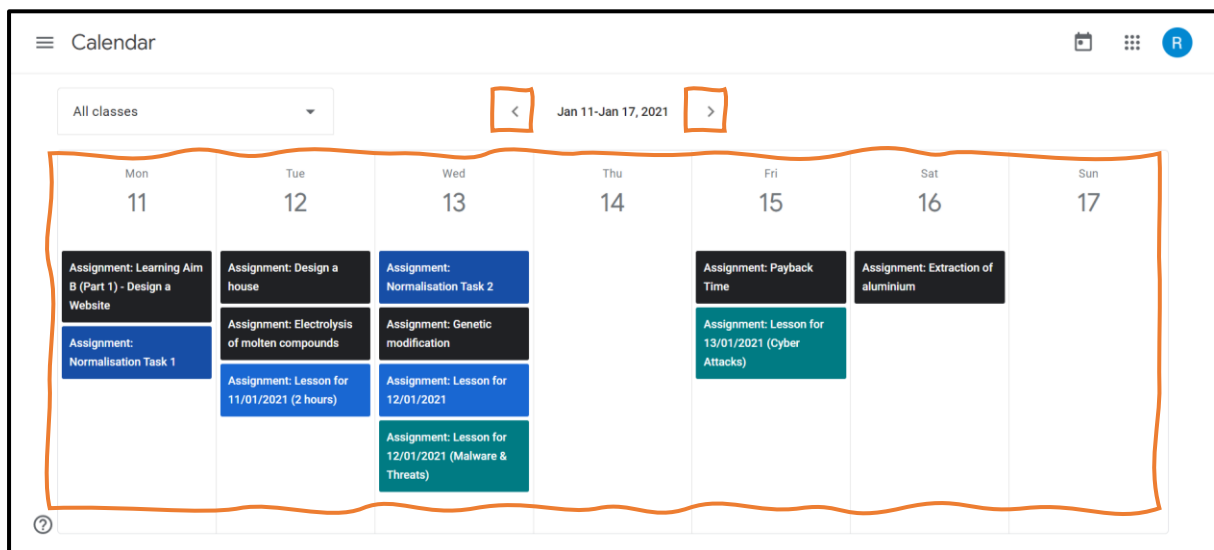 Calendar
R
All classes
Jan 11-Jan 17, 2021
Mon
11
Tue
12
Wed
13
Thu
14
Fri
15
Sat
16
Sun
17
Assignment: Learning Aim
B (Part 1) - Design a
Website
Assignment:
Normalisation Task 1
Assignment: Design a
house
Assignment: Electrolysis
of molten compounds
Assignment: Lesson for
11/01/2021 (2 hours)
Assignment:
Normalisation Task 2
Assignment: Genetic
modification
Assignment: Lesson for
12/01/2021
Assignment: Lesson for
12/01/2021 (Malware &
Threats)
Assignment: Payback
Time
Assignment: Lesson for
13/01/2021 (Cyber
Attacks)
Assignment: Extraction of
aluminium